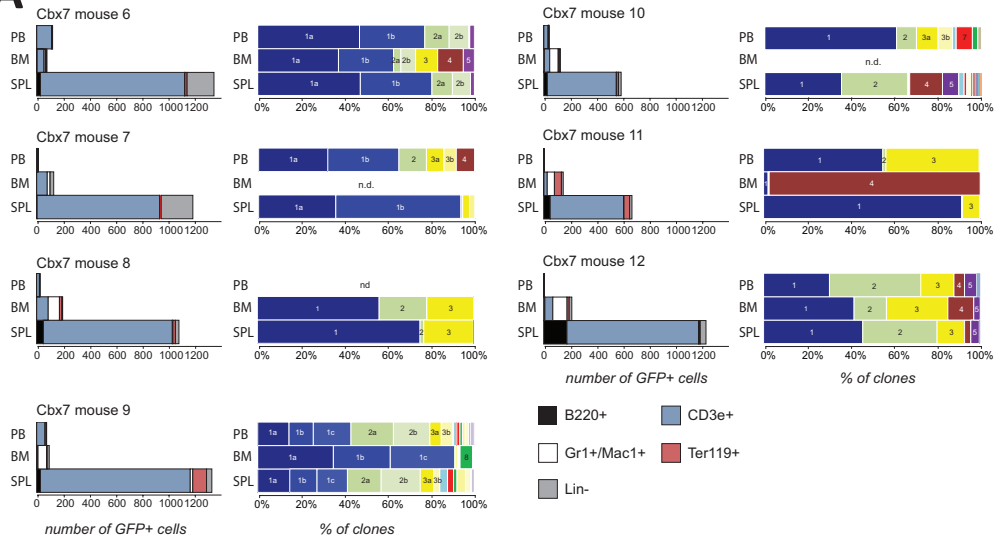 A
Cbx7 mouse 6
PB
BM
SPL
0 200 400 600 800 1000 1200
1a 1b 2a 2b
1a 1b 2a 2b 3 4 5
1a 1b 2a 2b
0% 20% 40% 60% 80% 100%
Cbx7 mouse 7
PB
BM
SPL
0 200 400 600 800 1000 1200
1a 1b 2 3a 3b 4
n.d.
1a 1b
0% 20% 40% 60% 80% 100%
Cbx7 mouse 8
PB
BM
SPL
0 200 400 600 800 1000 1200
nd
1 2 3
1 2 3
0% 20% 40% 60% 80% 100%
Cbx7 mouse 9
PB
BM
SPL
0 200 400 600 800 1000 1200
1a 1b 1c 2a 2b 3a 3b
1a 1b 1c 8
1a 1b 1c 2a 2b 3a 3b
0% 20% 40% 60% 80% 100%
number of GFP+ cells
% of clones
Cbx7 mouse 10
PB
BM
SPL
0 200 400 600 800 1000 1200
1 2 3a 3b 7
n.d.
1 2 4 5
0% 20% 40% 60% 80% 100%
Cbx7 mouse 11
PB
BM
SPL
0 200 400 600 800 1000 1200
1 2 3
1 4
1 3
0% 20% 40% 60% 80% 100%
Cbx7 mouse 12
PB
BM
SPL
0 200 400 600 800 1000 1200
1 2 3 4 5
1 2 3 4 5
1 2 3 5
0% 20% 40% 60% 80% 100%
number of GFP+ cells
% of clones
B220+
CD3e+
Gr1+/Mac1+
Ter119+
Lin-